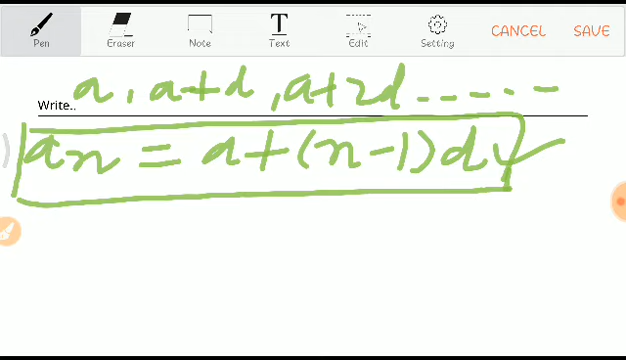 Pen Eraser Note Text Edit Setting CANCEL SAVE
Write.. a, a+d, a+2d ------
an = a+(n-1)d